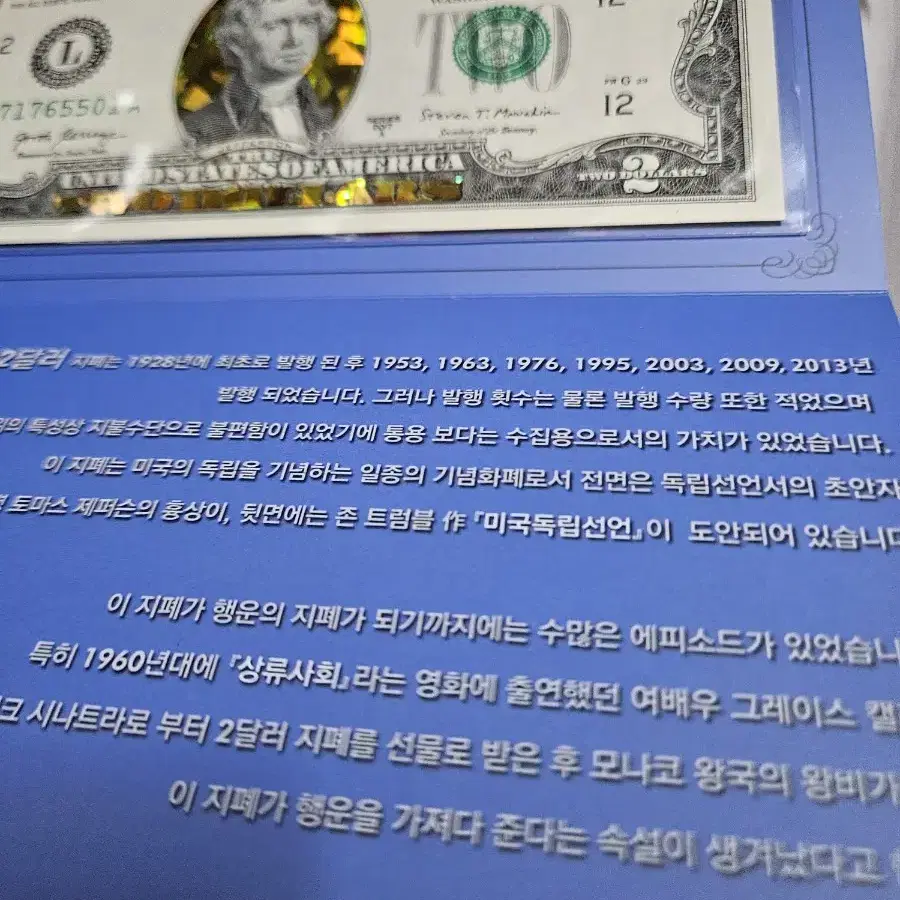 12
L
TWO
71765501A
Steven T. Mnuchin
FW G
12
UNITED STATES OF AMERICA
TWO DOLLARS
2
2달러 지폐는 1928년에 최초로 발행 된 후 1953, 1963, 1976, 1995, 2003, 2009, 2013년
발행 되었습니다. 그러나 발행 횟수는 물론 발행 수량 또한 적었으며
특성상 지불수단으로 불편함이 있었기에 통용 보다는 수집용으로서의 가치가 있었습니다.
이 지폐는 미국의 독립을 기념하는 일종의 기념화폐로서 전면은 독립선언서의 초안자
토마스 제퍼슨의 흉상이, 뒷면에는 존 트럼블 作 『미국독립선언』이 도안되어 있습니다
이 지폐가 행운의 지폐가 되기까지에는 수많은 에피소드가 있었습니
특히 1960년대에 『상류사회』라는 영화에 출연했던 여배우 그레이스 켈
크 시나트라로 부터 2달러 지폐를 선물로 받은 후 모나코 왕국의 왕비가
이 지폐가 행운을 가져다 준다는 속설이 생겨났다고